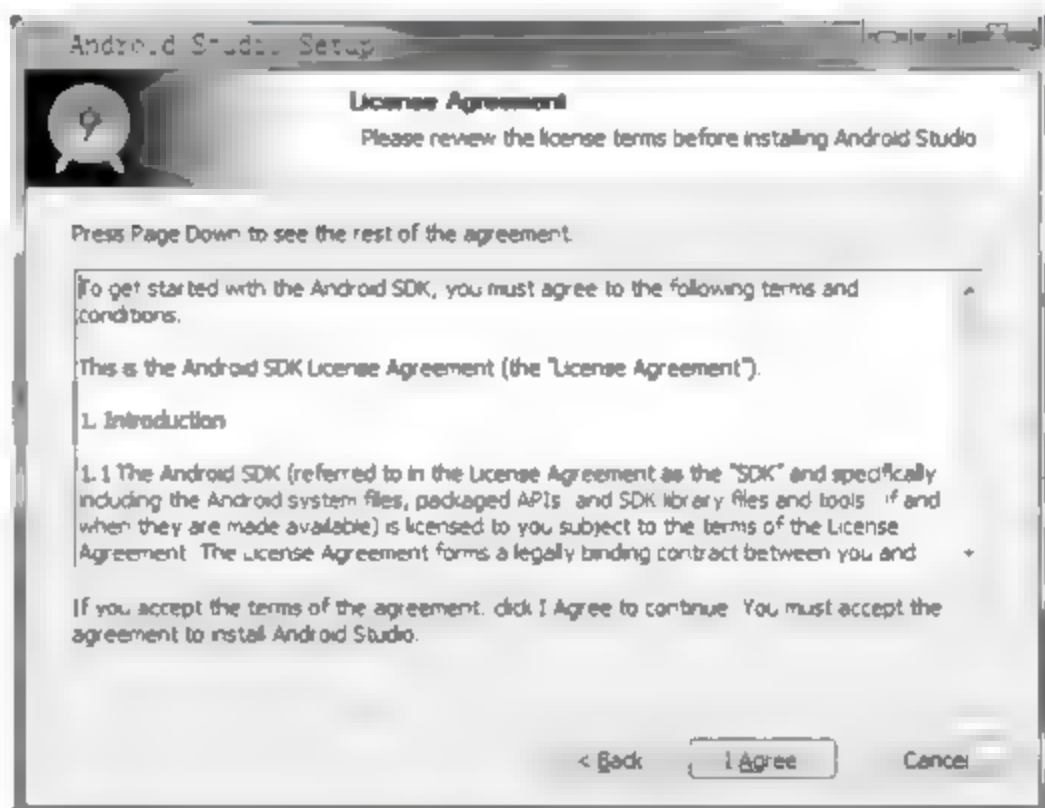 Android Studio Setup
License Agreement
Please review the license terms before installing Android Studio
Press Page Down to see the rest of the agreement.
To get started with the Android SDK, you must agree to the following terms and
conditions.
This is the Android SDK License Agreement (the "License Agreement").
1. Introduction
1.1 The Android SDK (referred to in the License Agreement as the "SDK" and specifically
including the Android system files, packaged APIs, and SDK library files and tools, if and
when they are made available) is licensed to you subject to the terms of the License
Agreement. The License Agreement forms a legally binding contract between you and
If you accept the terms of the agreement, click I Agree to continue. You must accept the
agreement to install Android Studio.
< Back
I Agree
Cancel